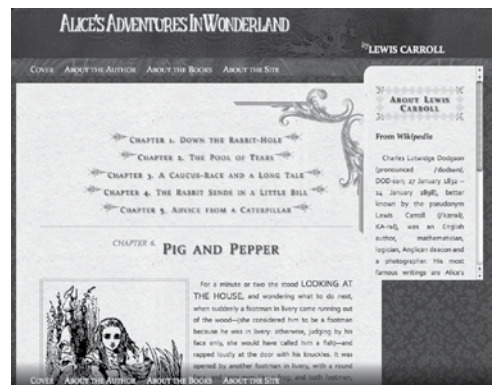 ALICE'S ADVENTURES IN WONDERLAND
by LEWIS CARROLL
COVER ABOUT THE AUTHOR ABOUT THE BOOKS ABOUT THE SITE
CHAPTER 1. DOWN THE RABBIT-HOLE
CHAPTER 2. THE POOL OF TEARS
CHAPTER 3. A CAUCUS-RACE AND A LONG TALE
CHAPTER 4. THE RABBIT SENDS IN A LITTLE BILL
CHAPTER 5. ADVICE FROM A CATERPILLAR
CHAPTER 6. PIG AND PEPPER
For a minute or two she stood LOOKING AT
THE HOUSE, and wondering what to do next,
when suddenly a footman in livery came running out
of the wood—(she considered him to be a footman
because he was in livery: otherwise, judging by his
face only, she would have called him a fish)—and
rapped loudly at the door with his knuckles. It was
opened by another footman in livery, with a round
COVER ABOUT THE AUTHOR ABOUT THE BOOKS ABOUT THE SITE
ABOUT LEWIS
CARROLL
From Wikipedia
Charles Lutwidge Dodgson
(pronounced
DOD-sən; 27 January 1832 –
14 January 1898), better
known by the pseudonym
Lewis Carroll
was an English
author, mathematician,
logician, Anglican deacon and
a photographer. His most
famous writings are Alice's